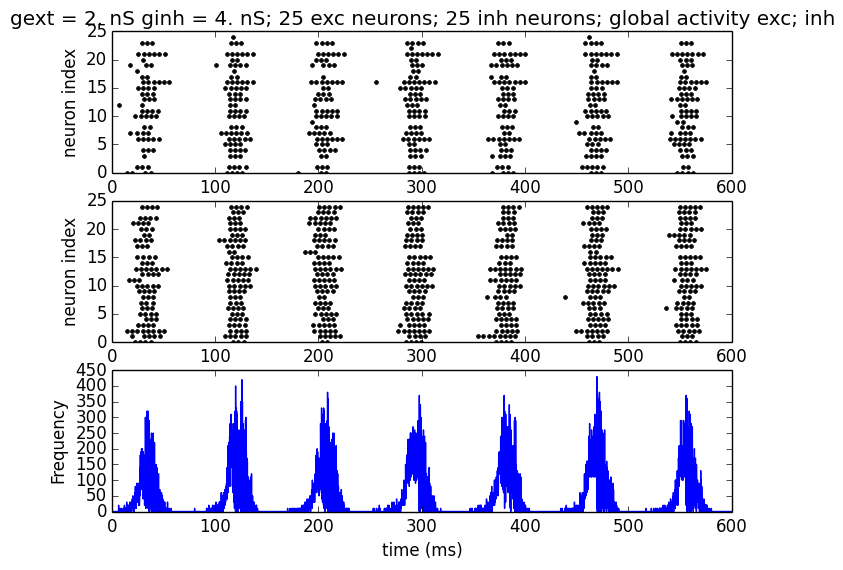 gext = 2. nS ginh = 4. nS; 25 exc neurons; 25 inh neurons; global activity exc; inh
25
20
15
10
5
0
neuron index
0 100 200 300 400 500 600
25
20
15
10
5
0
neuron index
0 100 200 300 400 500 600
450
400
350
300
250
200
150
100
50
0
Frequency
0 100 200 300 400 500 600
time (ms)